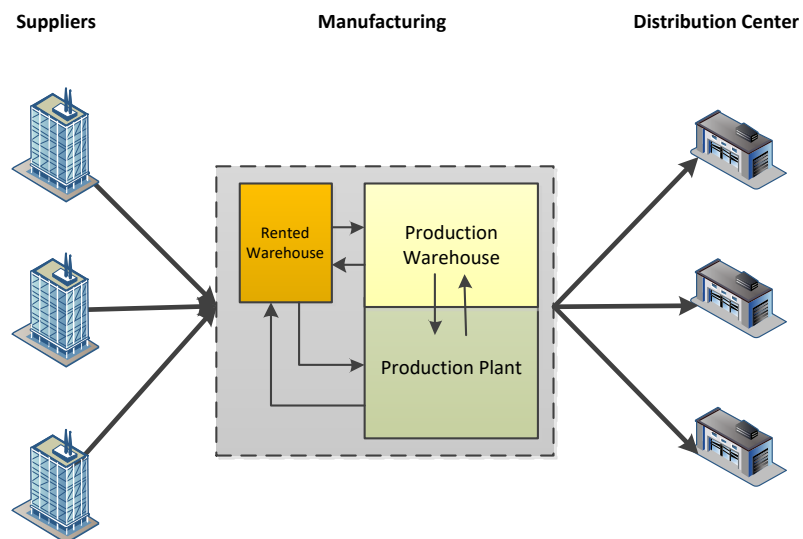 Suppliers
Manufacturing
Distribution Center
Rented
Warehouse
Production
Warehouse
Production Plant